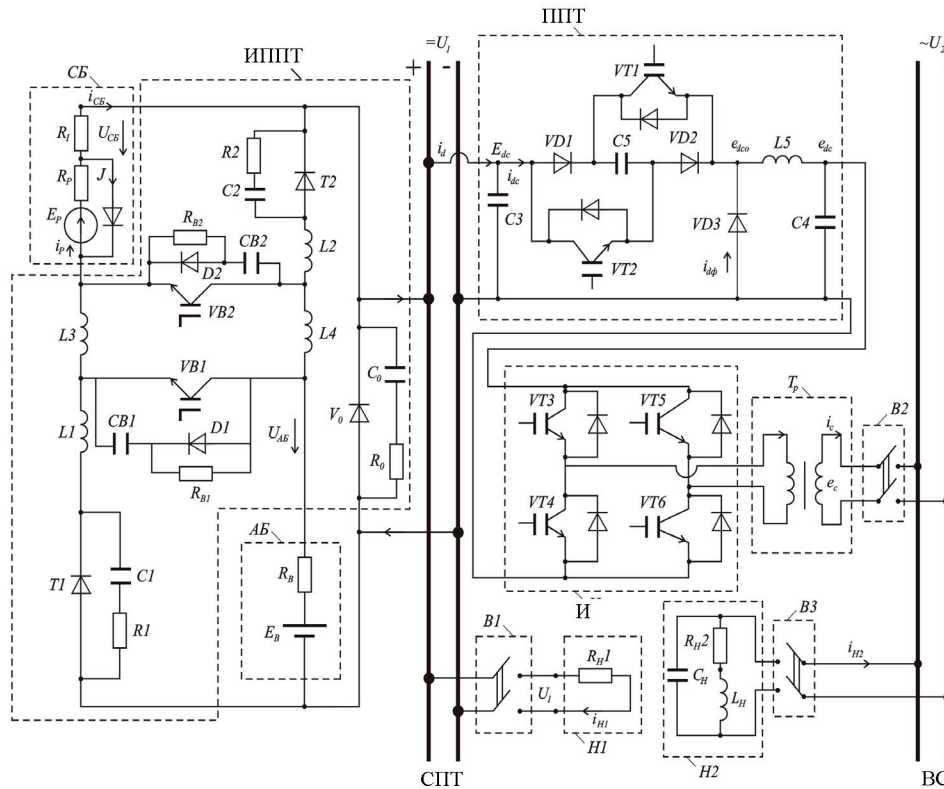 ППТ
=U1
~U2
ИППТ
+ -
СБ
iСБ
VT1
RI
UСБ
R2
id
Edc
VD1
C5
VD2
edco
L5
edc
RP
J
T2
idc
C2
C3
VD3
C4
EP
RB2
CB2
L2
VT2
iP
D2
idф
VB2
L3
L4
C0
Tp
VB1
VT3
VT5
B2
V0
ic
L1
CB1
D1
UАБ
ec
RB1
R0
VT4
VT6
АБ
T1
C1
RB
И
B1
B3
R1
EB
RH1
RH2
iH2
CH
U1
LH
iH1
H1
H2
СПТ
ВС